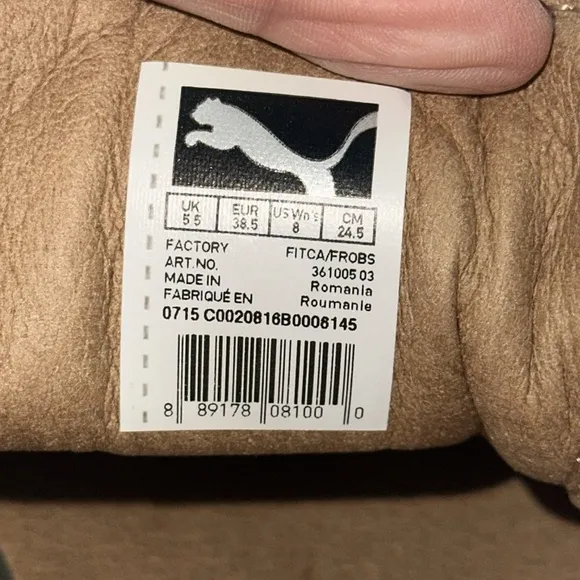 UK EUR US Wn's CM
5.5 38.5 8 24.5
FACTORY FITCA/FROBS
ART.NO. 361005 03
MADE IN Romania
FABRIQUÉ EN Roumanie
0715 C0020816B0006145
8 89178 08100 0